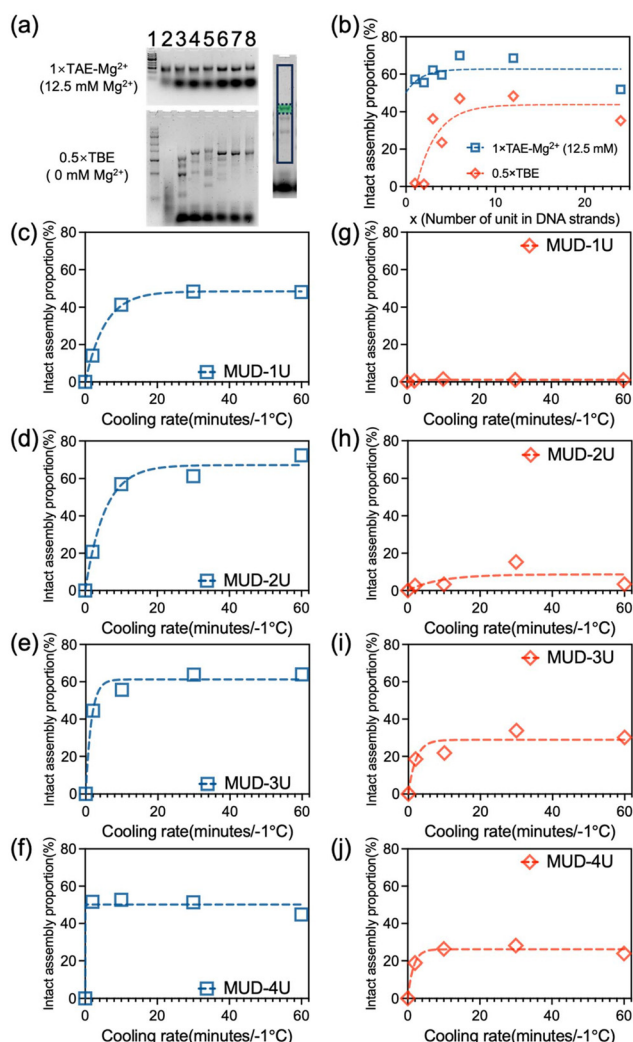 (a)
12345678
1×TAE-Mg²⁺
(12.5 mM Mg²⁺)
0.5×TBE
( 0 mM Mg²⁺)
(b)
Intact assembly proportion (%)
80
60
40
20
0
0 10 20
1×TAE-Mg²⁺ (12.5 mM)
0.5×TBE
x (Number of unit in DNA strands)
(c)
Intact assembly proportion(%)
80
60
40
20
0
0 20 40 60
MUD-1U
Cooling rate(minutes/-1°C)
(g)
MUD-1U
Intact assembly proportion(%)
80
60
40
20
0
0 20 40 60
Cooling rate(minutes/-1°C)
(d)
Intact assembly proportion(%)
80
60
40
20
0
0 20 40 60
MUD-2U
Cooling rate(minutes/-1°C)
(h)
MUD-2U
Intact assembly proportion(%)
80
60
40
20
0
0 20 40 60
Cooling rate(minutes/-1°C)
(e)
Intact assembly proportion(%)
80
60
40
20
0
0 20 40 60
MUD-3U
Cooling rate(minutes/-1°C)
(i)
MUD-3U
Intact assembly proportion(%)
80
60
40
20
0
0 20 40 60
Cooling rate(minutes/-1°C)
(f)
Intact assembly proportion(%)
80
60
40
20
0
0 20 40 60
MUD-4U
Cooling rate(minutes/-1°C)
(j)
MUD-4U
Intact assembly proportion(%)
80
60
40
20
0
0 20 40 60
Cooling rate(minutes/-1°C)